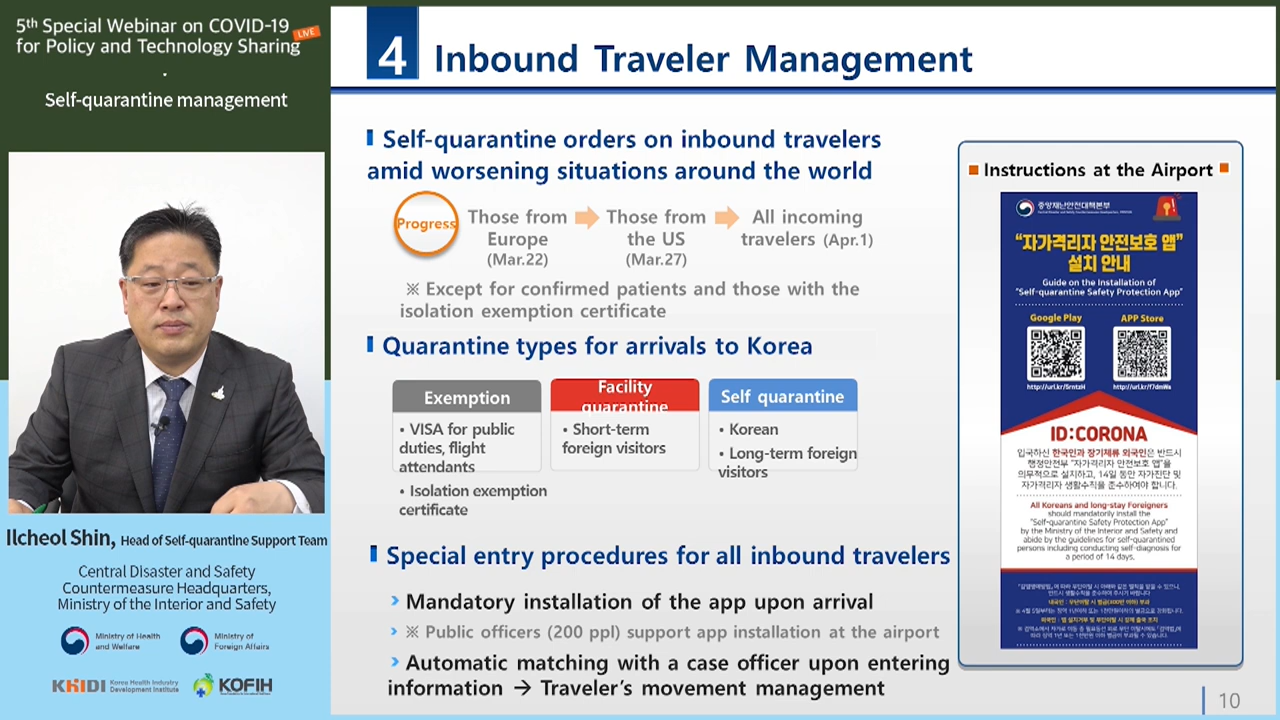 5th Special Webinar on COVID-19
for Policy and Technology Sharing
LIVE
Self-quarantine management
Ilcheol Shin, Head of Self-quarantine Support Team
Central Disaster and Safety
Countermeasure Headquarters,
Ministry of the Interior and Safety
Ministry of Health
and Welfare
Ministry of
Foreign Affairs
KHIDI Korea Health Industry
Development Institute
KOFIH
4 Inbound Traveler Management
Self-quarantine orders on inbound travelers
amid worsening situations around the world
Progress
Those from
Europe
(Mar.22)
Those from
the US
(Mar.27)
All incoming
travelers (Apr.1)
※ Except for confirmed patients and those with the
isolation exemption certificate
Quarantine types for arrivals to Korea
Exemption
• VISA for public
duties, flight
attendants
• Isolation exemption
certificate
Facility
quarantine
• Short-term
foreign visitors
Self quarantine
• Korean
• Long-term foreign
visitors
Special entry procedures for all inbound travelers
› Mandatory installation of the app upon arrival
› ※ Public officers (200 ppl) support app installation at the airport
› Automatic matching with a case officer upon entering
information → Traveler's movement management
■ Instructions at the Airport ■
중앙재난안전대책본부
"자가격리자 안전보호 앱"
설치 안내
Guide on the Installation of
"Self-quarantine Safety Protection App"
Google Play
APP Store
http://url.kr/5rntzH
http://url.kr/f7dmWs
ID:CORONA
입국하신 한국인과 장기체류 외국인은 반드시
행정안전부 "자가격리자 안전보호 앱"을
의무적으로 설치하고, 14일 동안 자가진단 및
자가격리자 생활수칙을 준수하여야 합니다.
All Koreans and long-stay Foreigners
should mandatorily install the
"Self-quarantine Safety Protection App"
by the Ministry of the Interior and Safety and
abide by the guidelines for self-quarantined
persons including conducting self-diagnosis for
a period of 14 days.
10